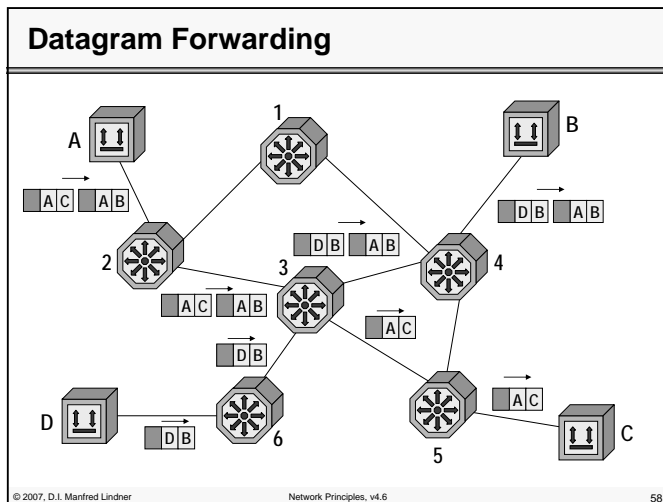 Datagram Forwarding
A
1
B
A C
A B
D B
A B
2
D B
A B
3
4
A C
A B
A C
D B
A C
D
D B
6
5
C
© 2007, D.I. Manfred Lindner
Network Principles, v4.6
58